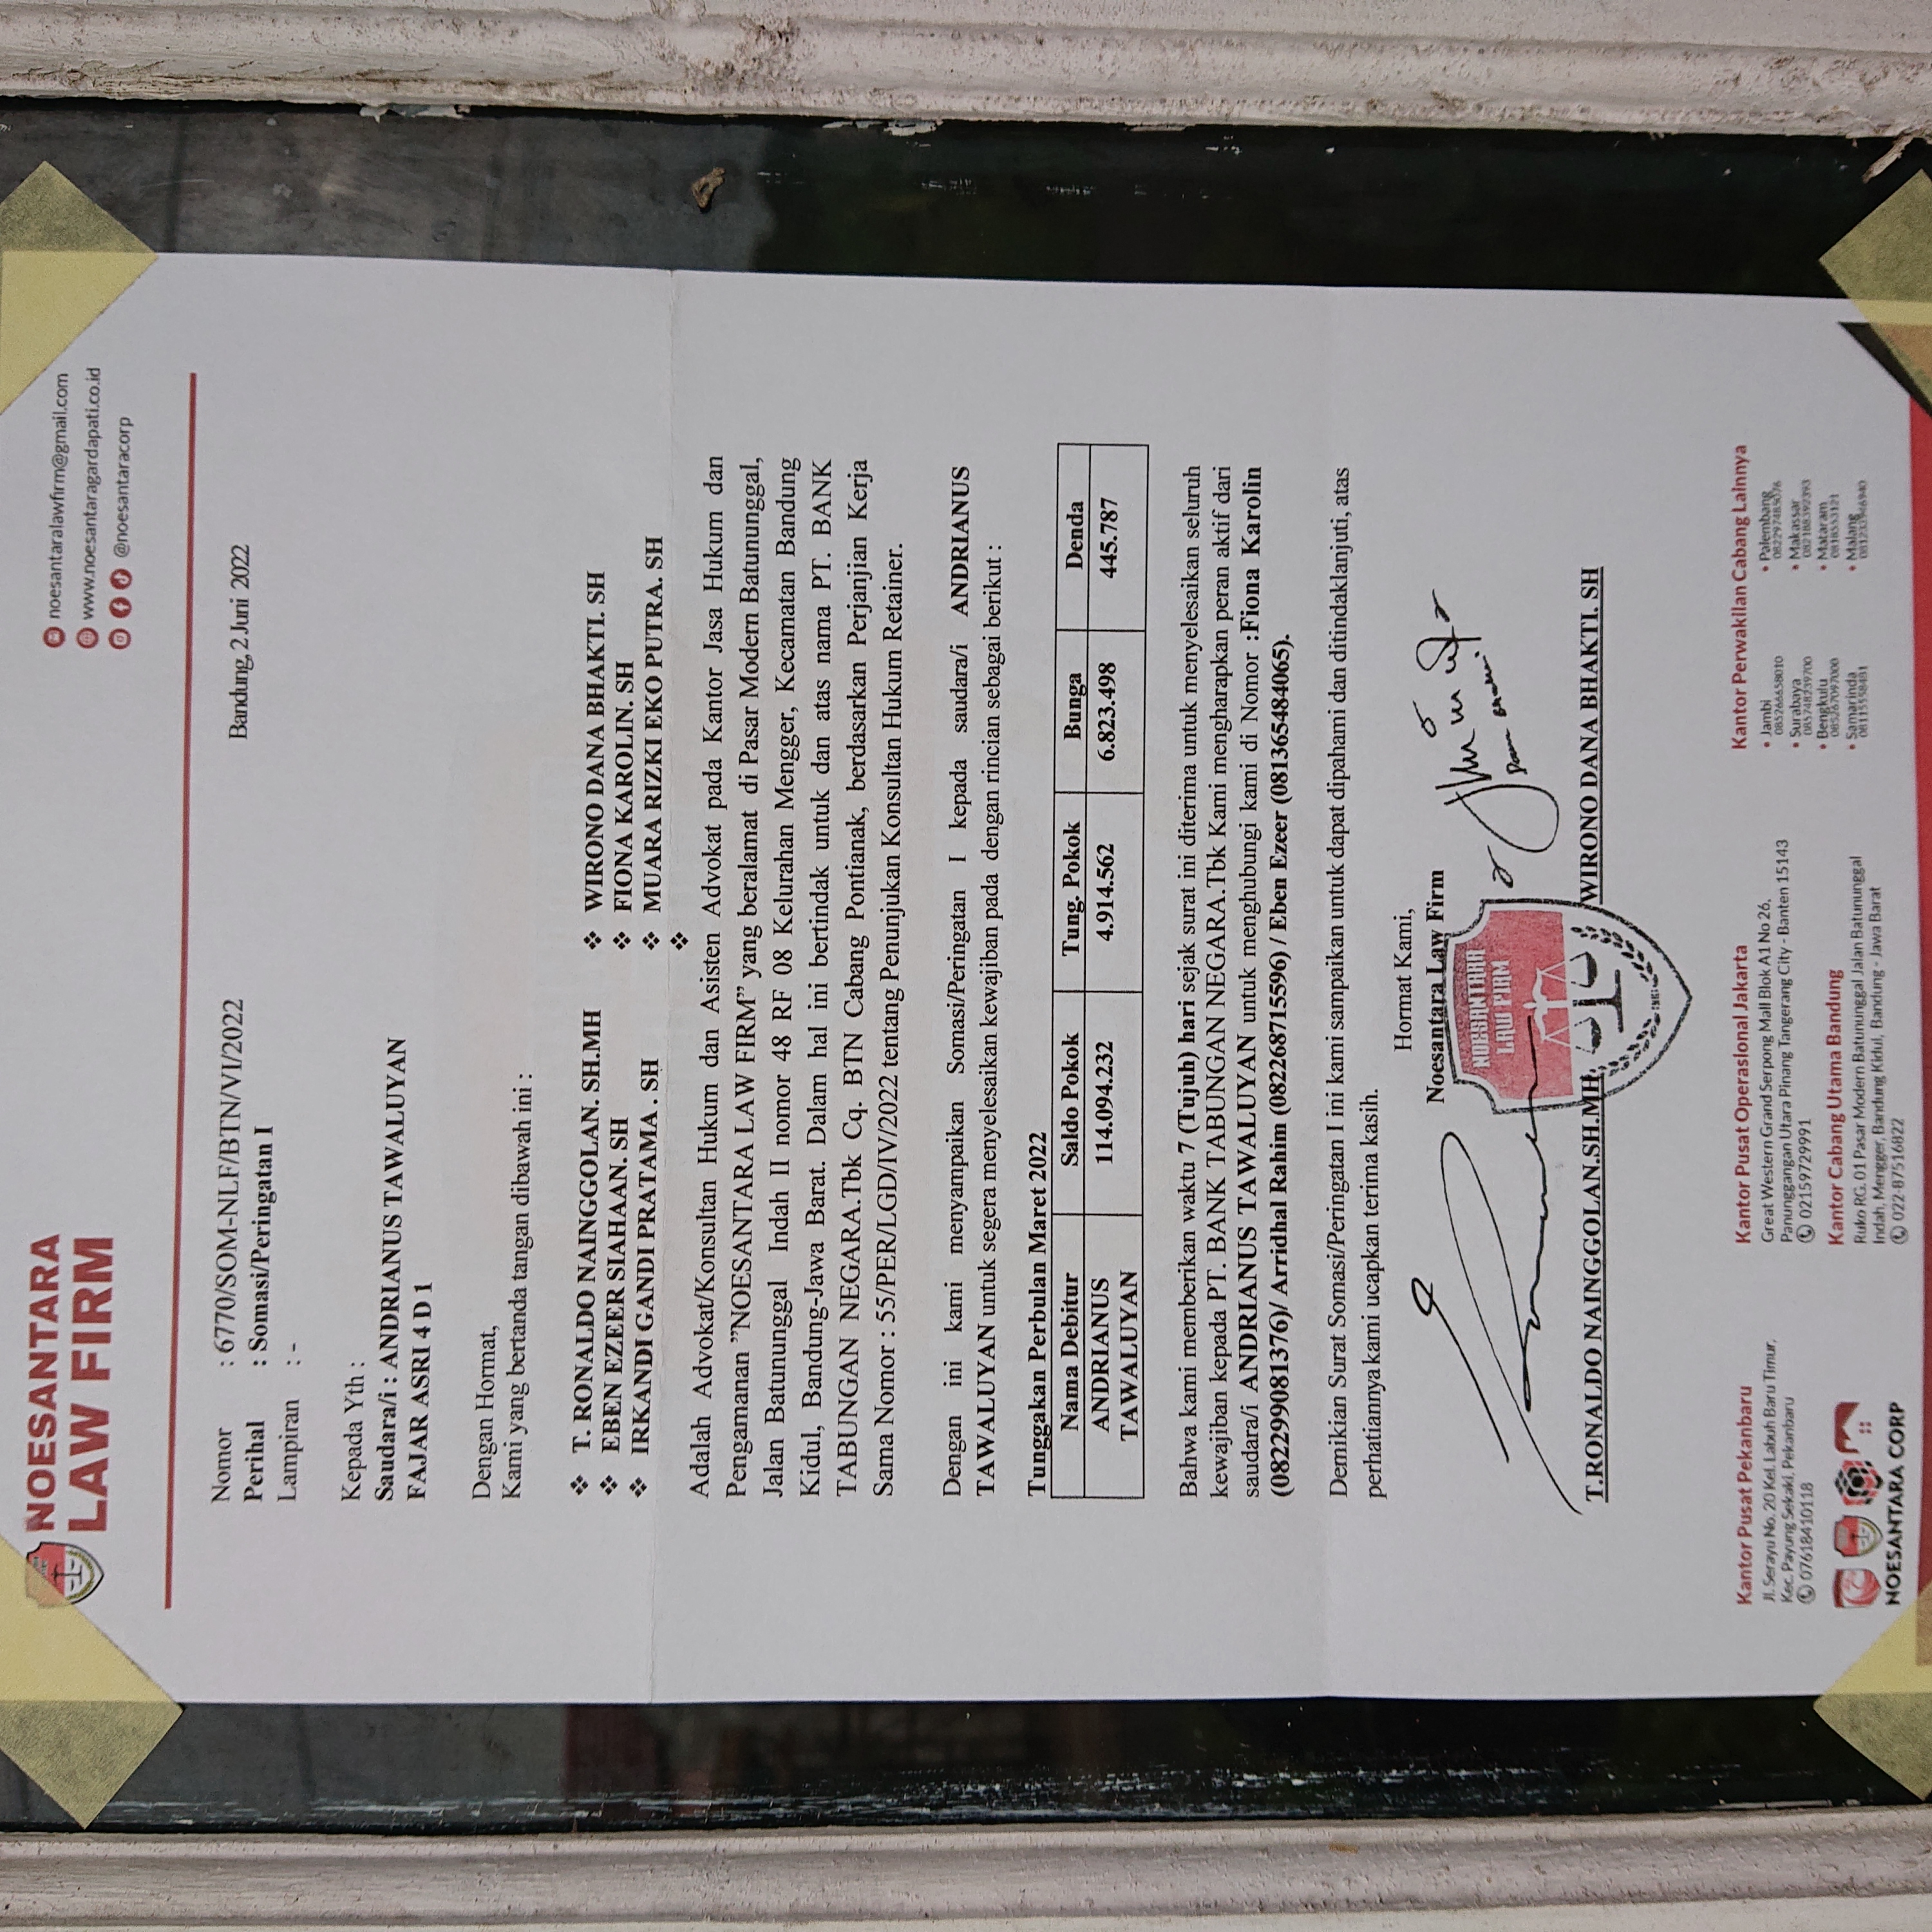 NOESANTARA
LAW FIRM
noesantaralawfirm@gmail.com
www.noesantaragardapati.co.id
@noesantaracorp
Nomor : 6770/SOM-NLF/BTN/VI/2022 Bandung, 2 Juni 2022
Perihal : Somasi/Peringatan I
Lampiran : -
Kepada Yth :
Saudara/i : ANDRIANUS TAWALUYAN
FAJAR ASRI 4 D 1
Dengan Hormat,
Kami yang bertanda tangan dibawah ini :
❖ T. RONALDO NAINGGOLAN. SH.MH ❖ WIRONO DANA BHAKTI. SH
❖ EBEN EZEER SIAHAAN. SH ❖ FIONA KAROLIN. SH
❖ IRKANDI GANDI PRATAMA . SH ❖ MUARA RIZKI EKO PUTRA. SH
❖
Adalah Advokat/Konsultan Hukum dan Asisten Advokat pada Kantor Jasa Hukum dan
Pengamanan ”NOESANTARA LAW FIRM” yang beralamat di Pasar Modern Batununggal,
Jalan Batununggal Indah II nomor 48 RF 08 Kelurahan Mengger, Kecamatan Bandung
Kidul, Bandung-Jawa Barat. Dalam hal ini bertindak untuk dan atas nama PT. BANK
TABUNGAN NEGARA.Tbk Cq. BTN Cabang Pontianak, berdasarkan Perjanjian Kerja
Sama Nomor : 55/PER/LGD/IV/2022 tentang Penunjukan Konsultan Hukum Retainer.
Dengan ini kami menyampaikan Somasi/Peringatan I kepada saudara/i ANDRIANUS
TAWALUYAN untuk segera menyelesaikan kewajiban pada dengan rincian sebagai berikut :
Tunggakan Perbulan Maret 2022
Nama Debitur Saldo Pokok Tung. Pokok Bunga Denda
ANDRIANUS TAWALUYAN 114.094.232 4.914.562 6.823.498 445.787
Bahwa kami memberikan waktu 7 (Tujuh) hari sejak surat ini diterima untuk menyelesaikan seluruh
kewajiban kepada PT. BANK TABUNGAN NEGARA.Tbk Kami mengharapkan peran aktif dari
saudara/i ANDRIANUS TAWALUYAN untuk menghubungi kami di Nomor :Fiona Karolin
(082299081376)/ Arridhal Rahim (082268715596) / Eben Ezeer (081365484065).
Demikian Surat Somasi/Peringatan I ini kami sampaikan untuk dapat dipahami dan ditindaklanjuti, atas
perhatiannya kami ucapkan terima kasih.
Hormat Kami,
Noesantara Law Firm
NOESANTARA
LAW FIRM
T.RONALDO NAINGGOLAN.SH.MH WIRONO DANA BHAKTI. SH
Kantor Pusat Pekanbaru
Jl. Serayu No. 20 Kel. Labuh Baru Timur,
Kec. Payung Sekaki, Pekanbaru
07618410118
NOESANTARA CORP
Kantor Pusat Operasional Jakarta
Great Western Grand Serpong Mall Blok A1 No 26,
Panunggangan Utara Pinang Tangerang City - Banten 15143
02159729991
Kantor Cabang Utama Bandung
Ruko RG. 01 Pasar Modern Batununggal Jalan Batununggal
Indah, Mengger, Bandung Kidul, Bandung - Jawa Barat
022-87516822
Kantor Perwakilan Cabang Lainnya
• Jambi
085266658010
• Surabaya
085748239700
• Bengkulu
085267097000
• Samarinda
0811558481
• Palembang
• Makassar
082188392393
• Mataram
• Malang